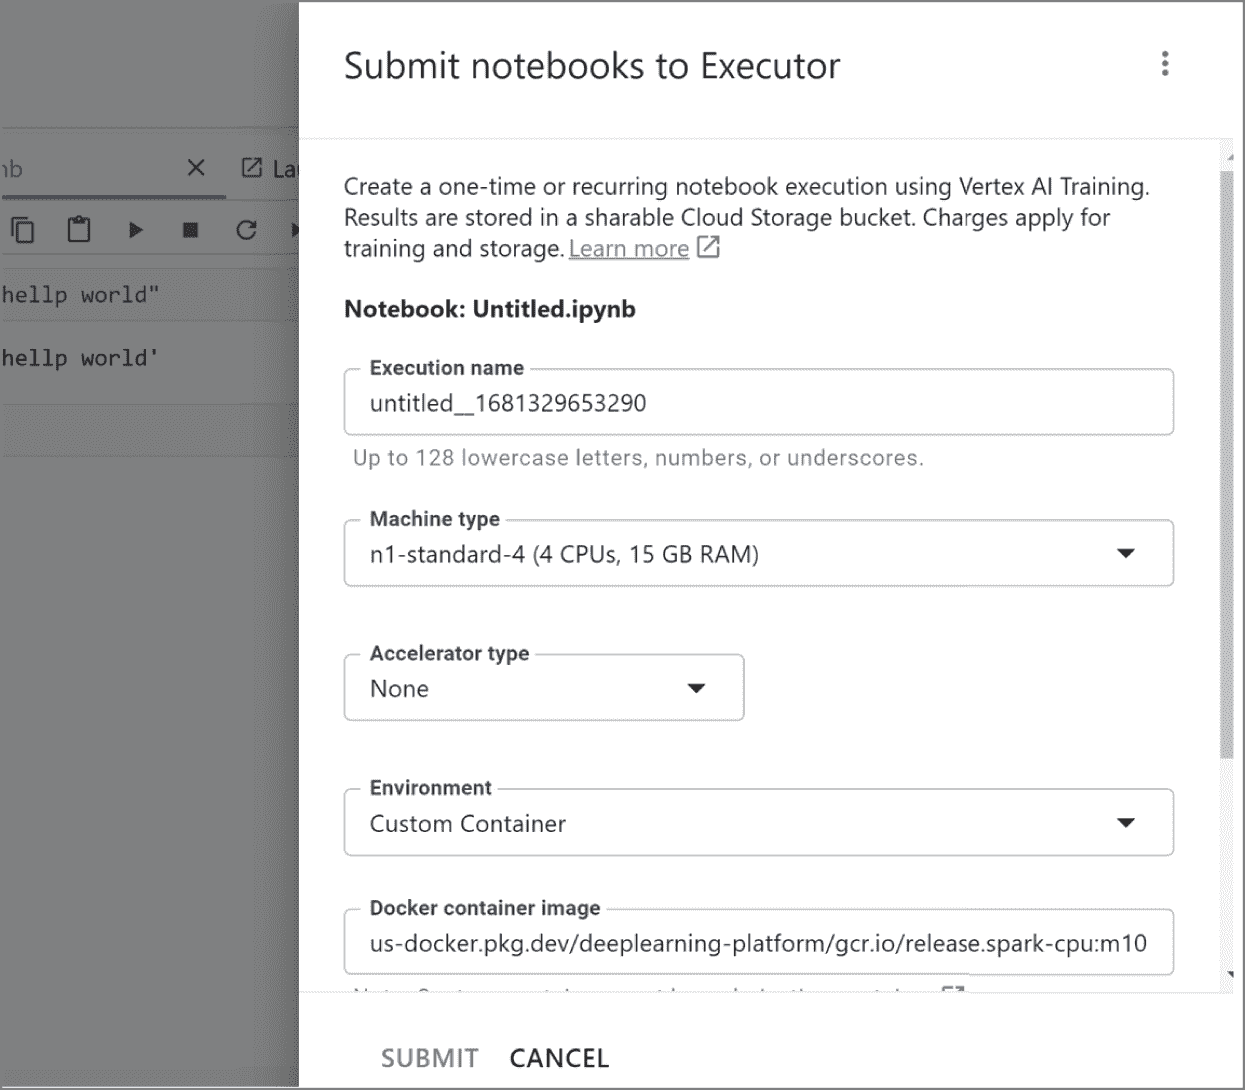 Submit notebooks to Executor
nb
Create a one-time or recurring notebook execution using Vertex AI Training.
Results are stored in a sharable Cloud Storage bucket. Charges apply for
training and storage. Learn more
hellp world"
hellp world'
Notebook: Untitled.ipynb
Execution name
untitled__1681329653290
Up to 128 lowercase letters, numbers, or underscores.
Machine type
n1-standard-4 (4 CPUs, 15 GB RAM)
Accelerator type
None
Environment
Custom Container
Docker container image
us-docker.pkg.dev/deeplearning-platform/gcr.io/release.spark-cpu:m10
SUBMIT CANCEL